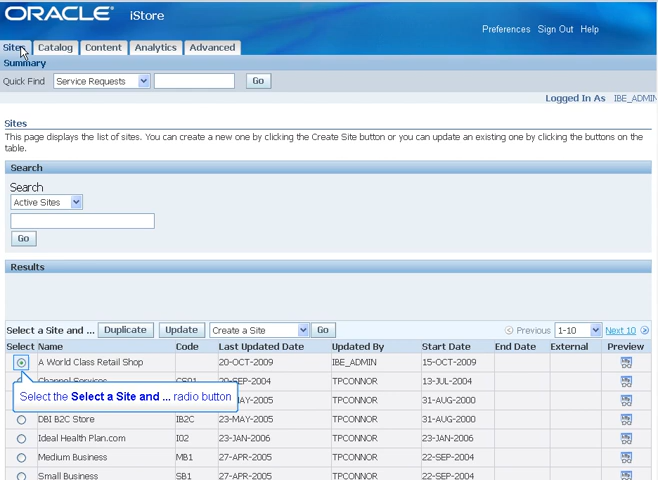 ORACLE® iStore
Preferences Sign Out Help
Sites Catalog Content Analytics Advanced
Summary
Quick Find Service Requests Go
Logged In As IBE_ADMIN
Sites
This page displays the list of sites. You can create a new one by clicking the Create Site button or you can update an existing one by clicking the buttons on the
table.
Search
Search
Active Sites
Go
Results
Select a Site and ... Duplicate Update Create a Site Go Previous 1-10 Next 10
Select Name Code Last Updated Date Updated By Start Date End Date External Preview
A World Class Retail Shop 20-OCT-2009 IBE_ADMIN 15-OCT-2009
Channel Services 29-SEP-2004 TPCONNOR 13-JUL-2004
Select the Select a Site and ... radio button
TPCONNOR 31-AUG-2000
DBI B2C Store IB2C 23-MAY-2005 TPCONNOR 31-AUG-2000
Ideal Health Plan.com I02 23-JAN-2006 TPCONNOR 23-JAN-2006
Medium Business MB1 27-APR-2005 TPCONNOR 22-SEP-2004
Small Business SB1 27-APR-2005 TPCONNOR 22-SEP-2004